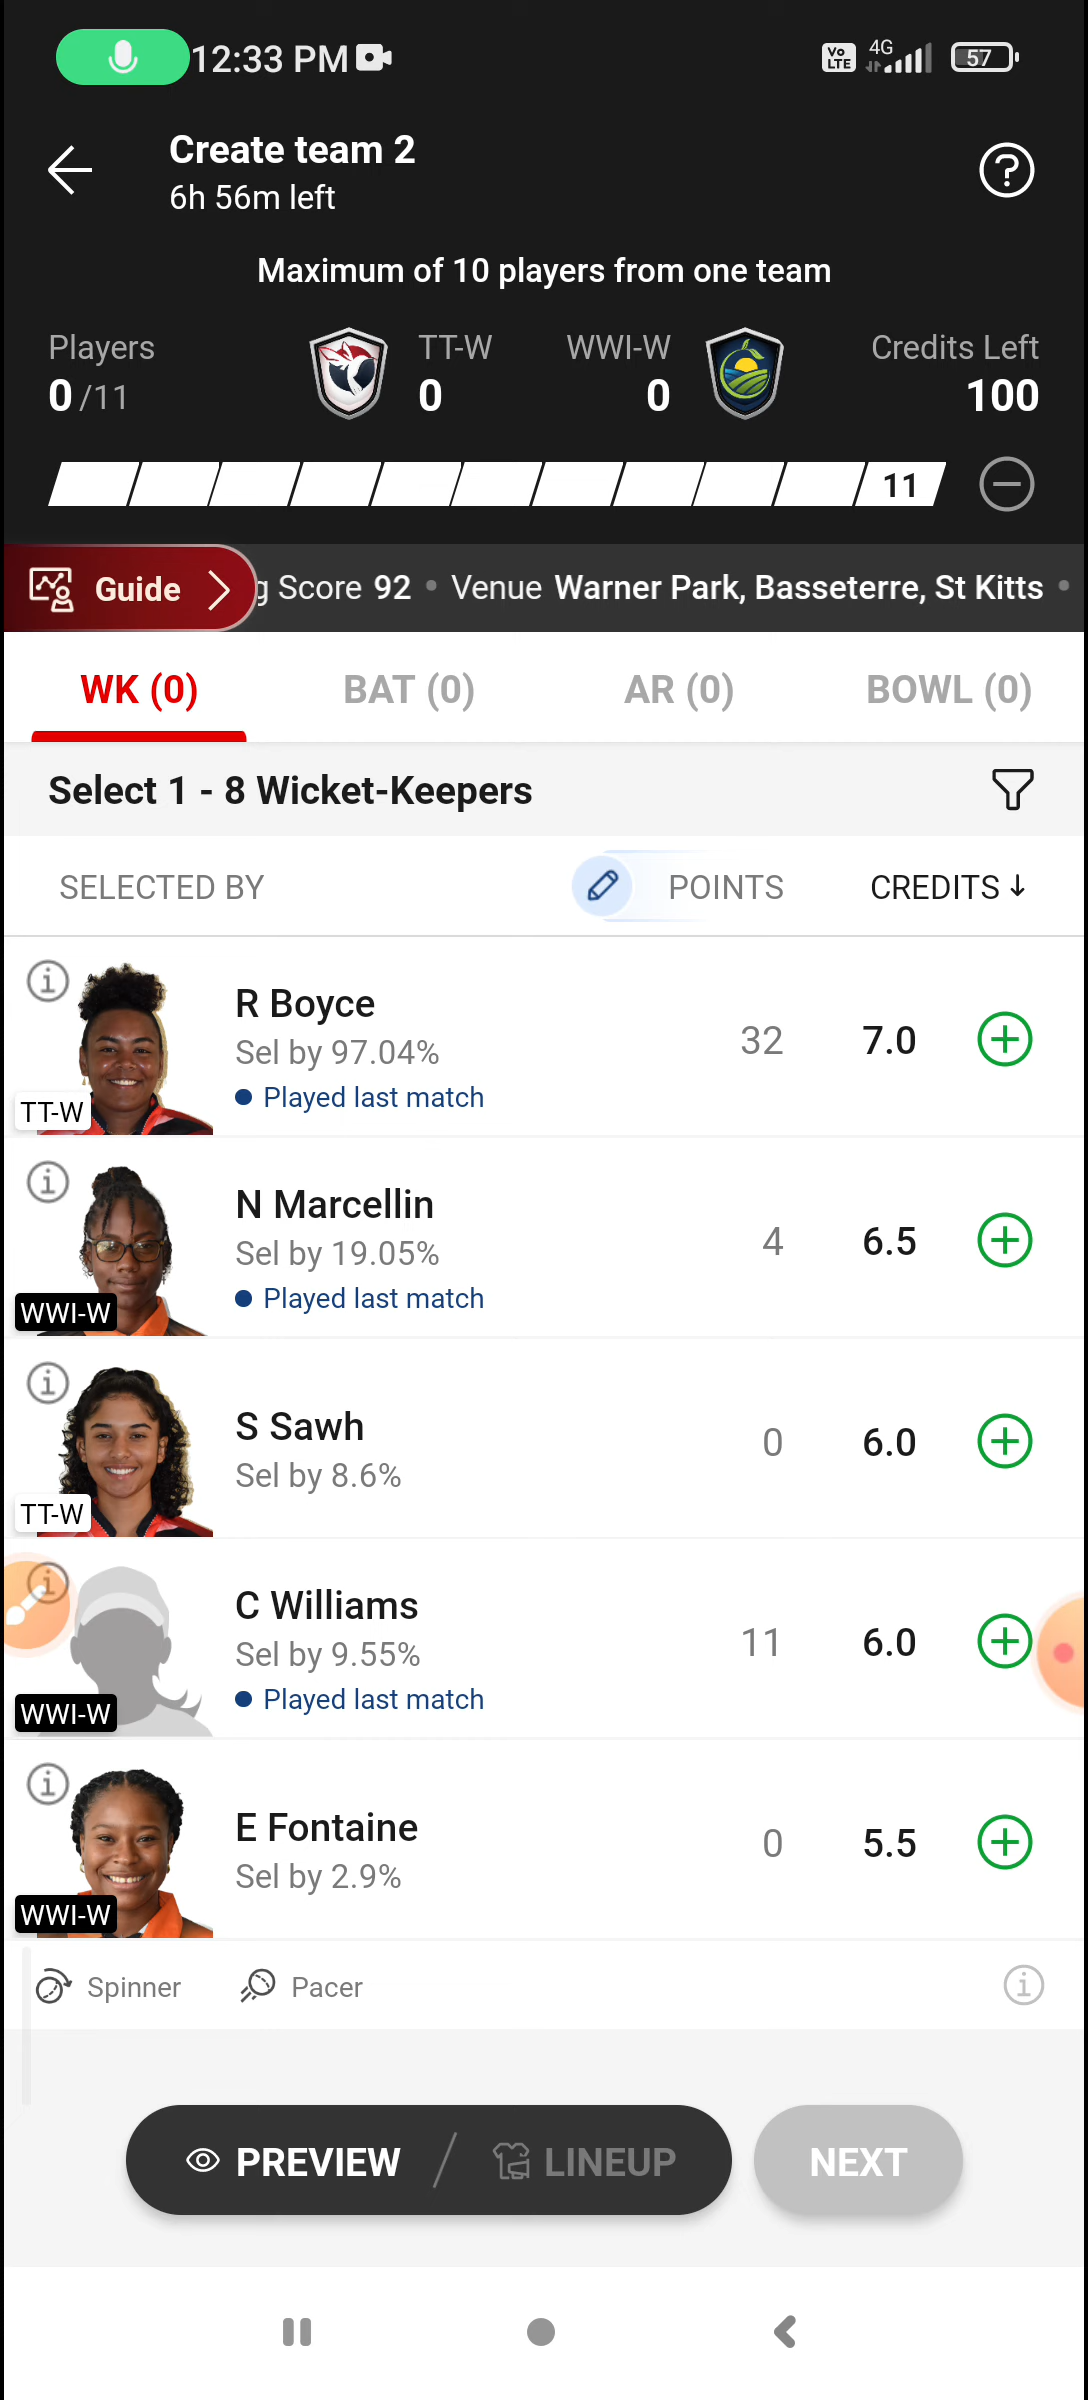 12:33 PM
Vo LTE
4G
57
Create team 2
6h 56m left
Maximum of 10 players from one team
Players
TT-W
WWI-W
Credits Left
0 /11
0
0
100
11
Guide
g Score 92 • Venue Warner Park, Basseterre, St Kitts •
WK (0)
BAT (0)
AR (0)
BOWL (0)
Select 1 - 8 Wicket-Keepers
SELECTED BY
POINTS
CREDITS ↓
R Boyce
Sel by 97.04%
Played last match
32
7.0
TT-W
N Marcellin
Sel by 19.05%
Played last match
4
6.5
WWI-W
S Sawh
Sel by 8.6%
0
6.0
TT-W
C Williams
Sel by 9.55%
Played last match
11
6.0
WWI-W
E Fontaine
Sel by 2.9%
0
5.5
WWI-W
Spinner
Pacer
PREVIEW / LINEUP
NEXT